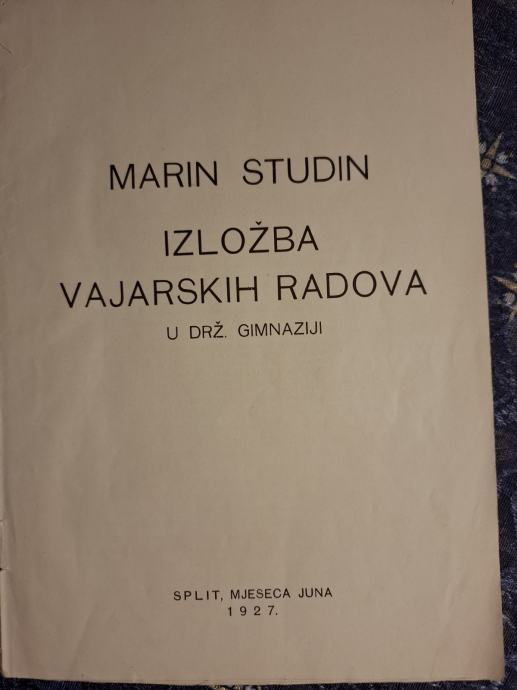 MARIN STUDIN
IZLOŽBA
VAJARSKIH RADOVA
U DRŽ. GIMNAZIJI
SPLIT, MJESECA JUNA
1927.